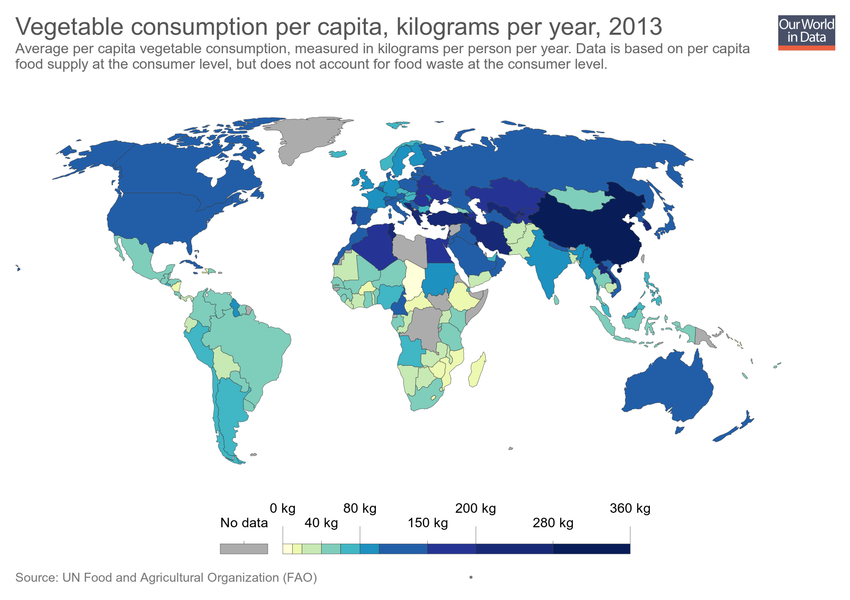 Vegetable consumption per capita, kilograms per year, 2013
Our World
in Data
Average per capita vegetable consumption, measured in kilograms per person per year. Data is based on per capita
food supply at the consumer level, but does not account for food waste at the consumer level.
0 kg 80 kg 200 kg 360 kg
No data 40 kg 150 kg 280 kg
Source: UN Food and Agricultural Organization (FAO) •